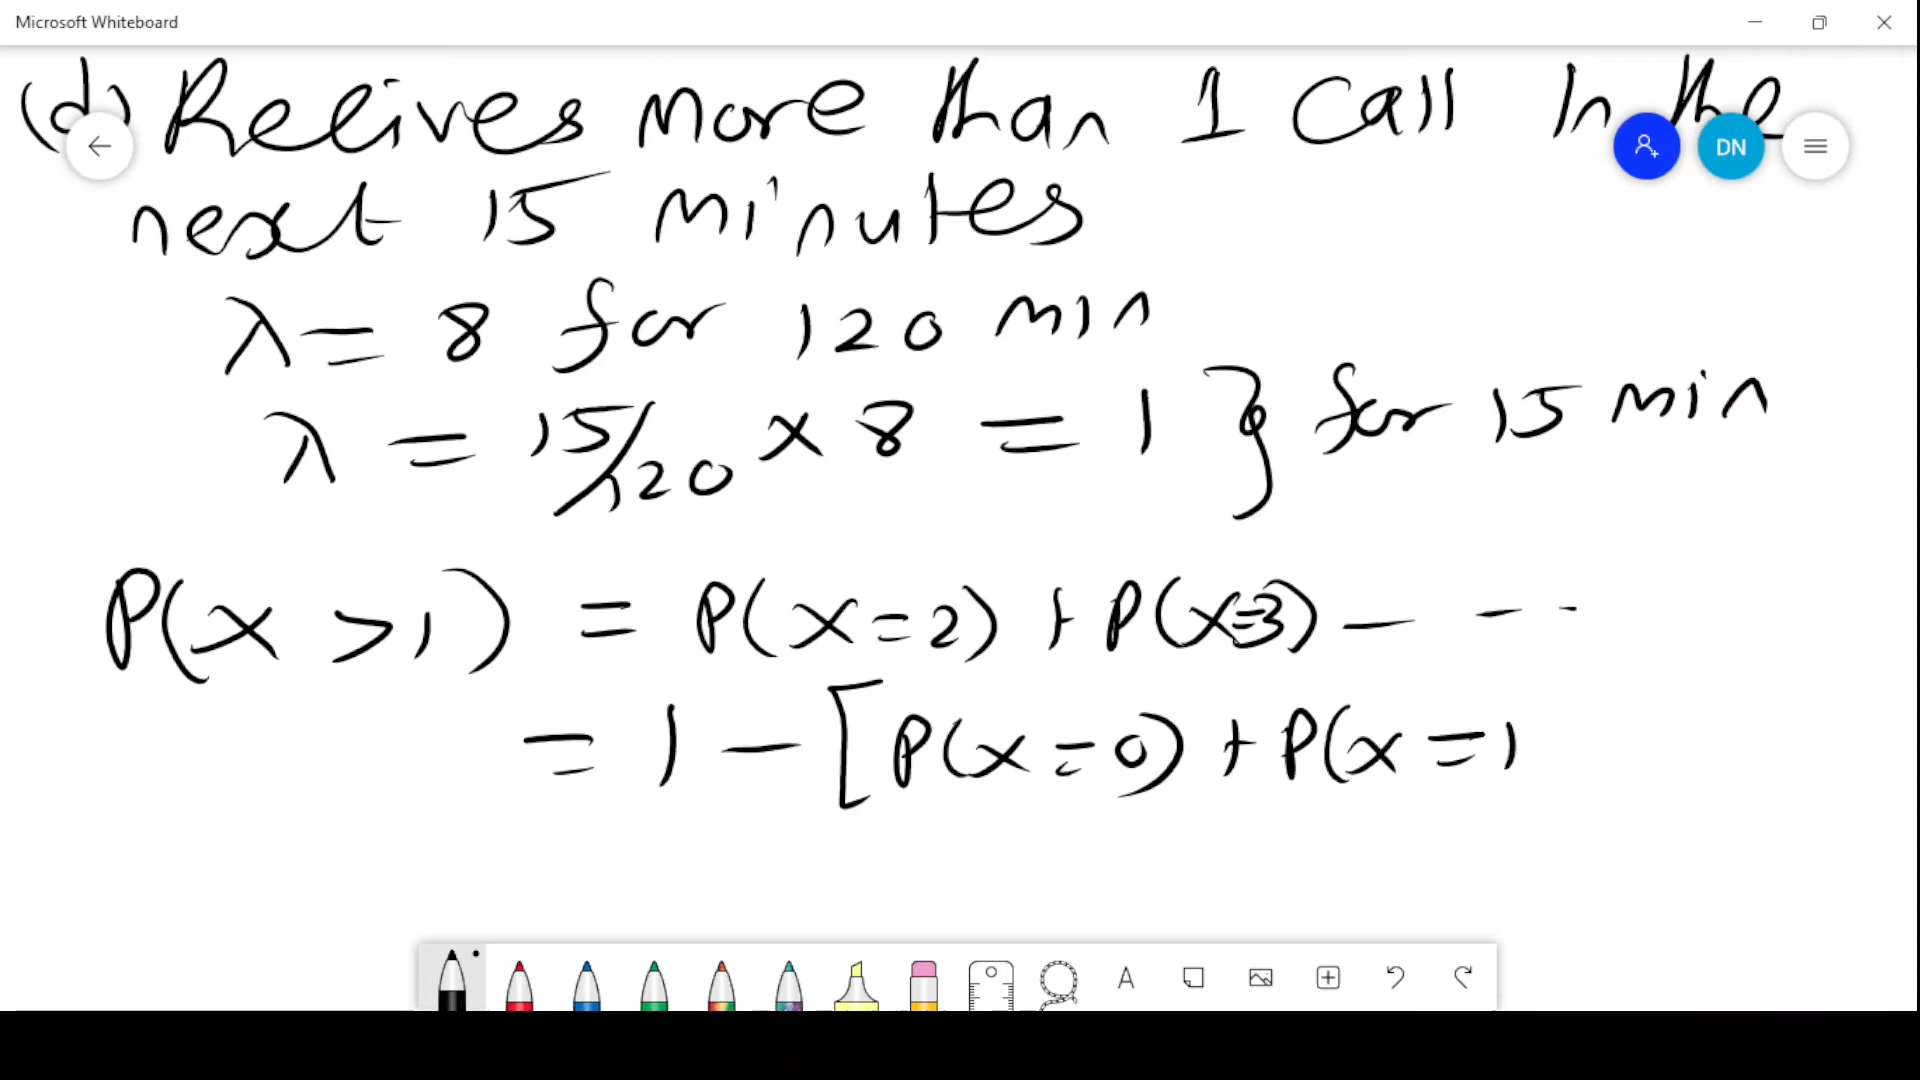 Microsoft Whiteboard
(d) Relives more than 1 call in the
next 15 minutes
DN
λ = 8 for 120 min
λ = 15/120 × 8 = 1 } for 15 min
P(x > 1) = P(x = 2) + P(x=3) – – --
= 1 – [P(x = 0) + P(x = 1
A